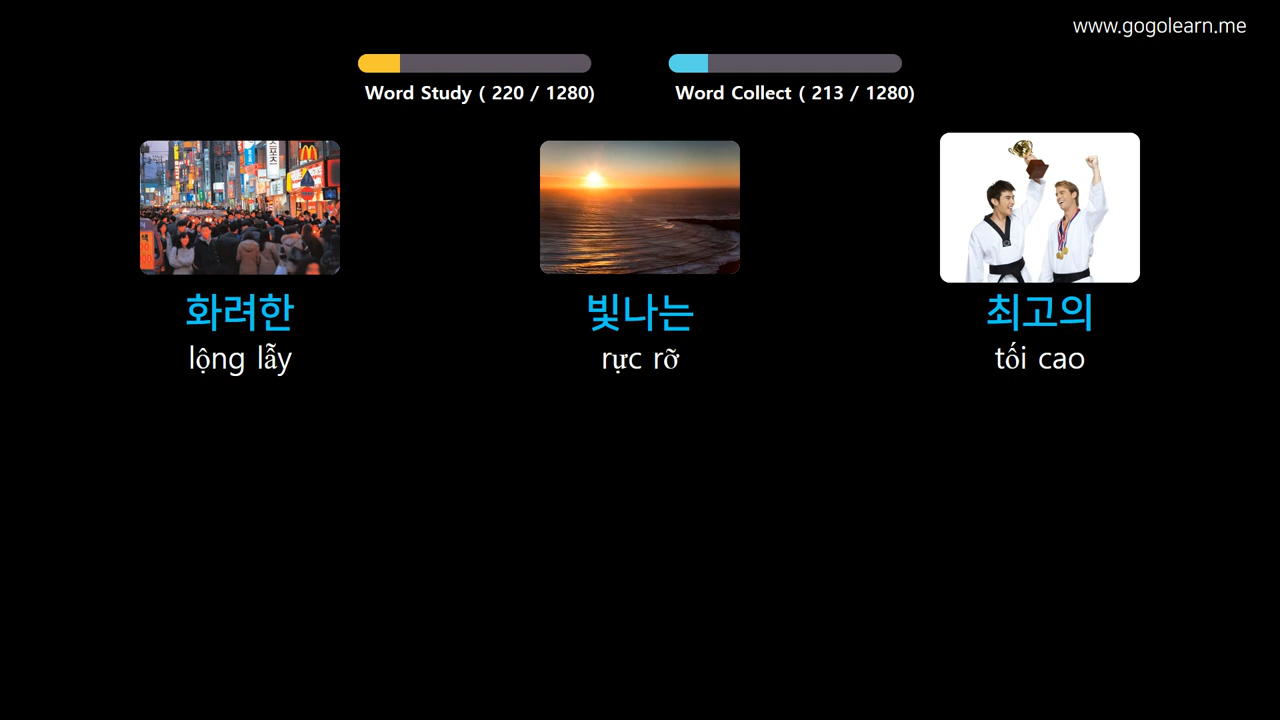 www.gogolearn.me
Word Study ( 220 / 1280)
Word Collect ( 213 / 1280)
화려한
빛나는
최고의
lộng lẫy
rực rỡ
tối cao